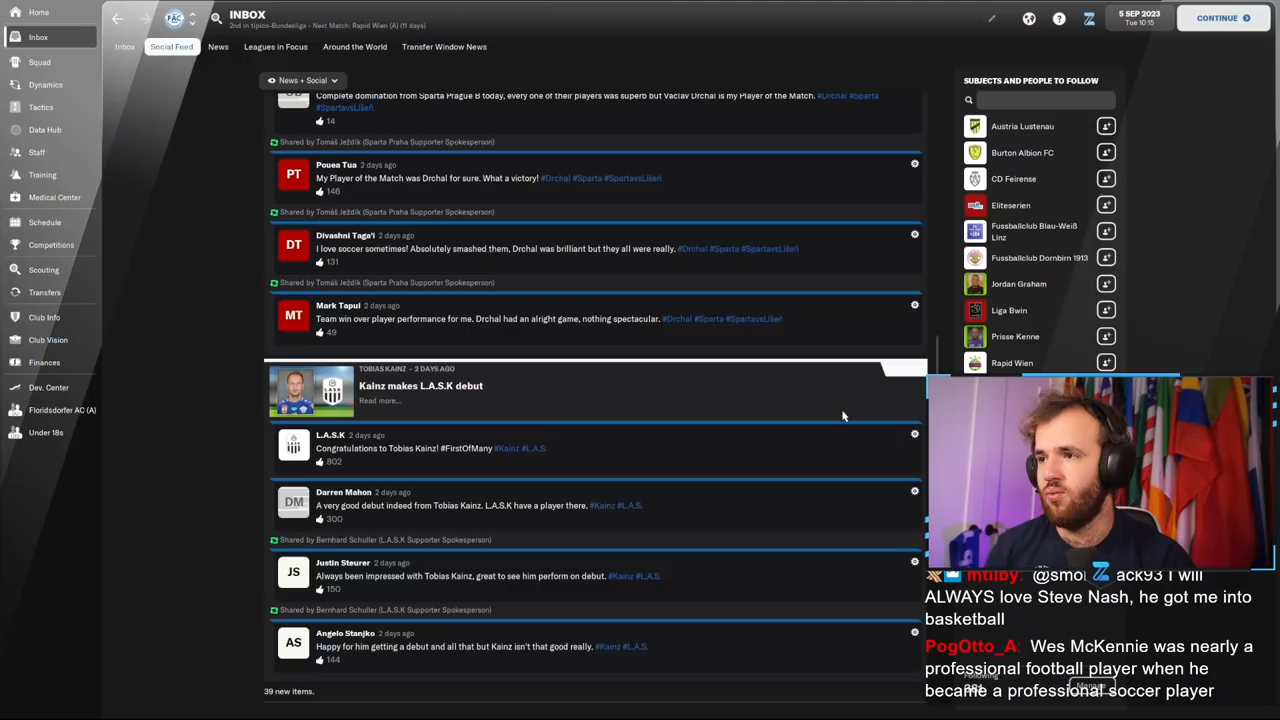 Home
Inbox
Squad
Dynamics
Tactics
Data Hub
Staff
Training
Medical Center
Schedule
Competitions
Scouting
Transfers
Club Info
Club Vision
Finances
Dev. Center
Floridsdorfer AC (A)
Under 18s
FAC
INBOX
2nd in tipico-Bundesliga - Next Match: Rapid Wien (A) (11 days)
5 SEP 2023
Tue 10:15
CONTINUE
Inbox
Social Feed
News
Leagues in Focus
Around the World
Transfer Window News
News + Social
Complete domination from Sparta Prague B today, every one of their players was superb but Vaclav Drchal is my Player of the Match. #Drchal #Sparta
#SpartavsLíšeň
14
Shared by Tomáš Ježdík (Sparta Praha Supporter Spokesperson)
PT
Pouea Tua 2 days ago
My Player of the Match was Drchal for sure. What a victory! #Drchal #Sparta #SpartavsLíšeň
146
Shared by Tomáš Ježdík (Sparta Praha Supporter Spokesperson)
DT
Divashni Taga'i 2 days ago
I love soccer sometimes! Absolutely smashed them, Drchal was brilliant but they all were really. #Drchal #Sparta #SpartavsLíšeň
131
Shared by Tomáš Ježdík (Sparta Praha Supporter Spokesperson)
MT
Mark Tapui 2 days ago
Team win over player performance for me. Drchal had an alright game, nothing spectacular. #Drchal #Sparta #SpartavsLíšeň
49
TOBIAS KAINZ - 2 DAYS AGO
Kainz makes L.A.S.K debut
Read more...
L.A.S.K 2 days ago
Congratulations to Tobias Kainz! #FirstOfMany #Kainz #L.A.S.
802
DM
Darren Mahon 2 days ago
A very good debut indeed from Tobias Kainz. L.A.S.K have a player there. #Kainz #L.A.S.
300
Shared by Bernhard Schuller (L.A.S.K Supporter Spokesperson)
JS
Justin Steurer 2 days ago
Always been impressed with Tobias Kainz, great to see him perform on debut. #Kainz #L.A.S.
150
Shared by Bernhard Schuller (L.A.S.K Supporter Spokesperson)
AS
Angelo Stanjko 2 days ago
Happy for him getting a debut and all that but Kainz isn't that good really. #Kainz #L.A.S.
144
39 new items.
SUBJECTS AND PEOPLE TO FOLLOW
Austria Lustenau
Burton Albion FC
CD Feirense
Eliteserien
Fussballclub Blau-Weiß
Linz
Fussballclub Dornbirn 1913
Jordan Graham
Liga Bwin
Prisse Kenne
Rapid Wien
mtilby: @smo ack93 I will
ALWAYS love Steve Nash, he got me into
basketball
PogOtto_A: Wes McKennie was nearly a
professional football player when he
became a professional soccer player
Following
Manage